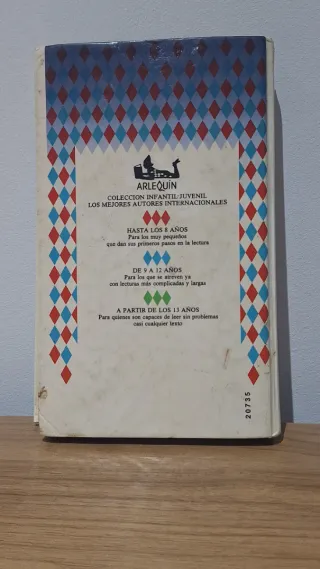 ARLEQUÍN
COLECCION INFANTIL/JUVENIL
LOS MEJORES AUTORES INTERNACIONALES
HASTA LOS 8 AÑOS
Para los muy pequeños
que dan sus primeros pasos en la lectura
DE 9 A 12 AÑOS
Para los que se atreven ya
con lecturas más complicadas y largas
A PARTIR DE LOS 13 AÑOS
Para quienes son capaces de leer sin problemas
casi cualquier texto
20735